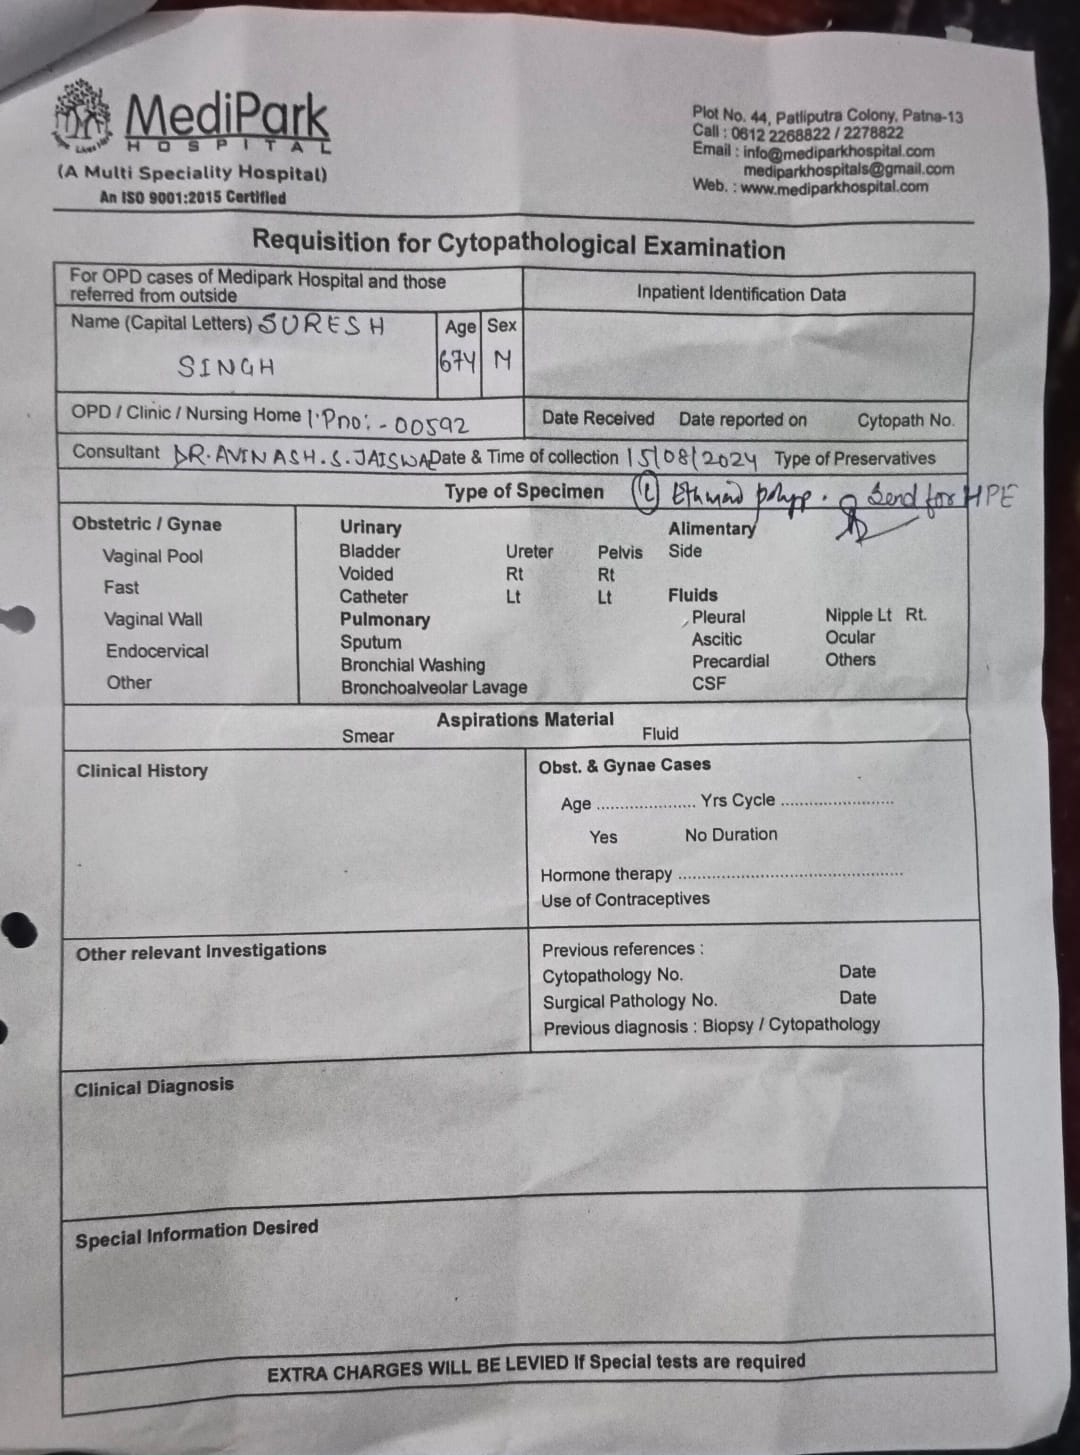 MediPark
HOSPITAL
(A Multi Speciality Hospital)
An ISO 9001:2015 Certified
Plot No. 44, Patliputra Colony, Patna-13
Call : 0612 2268822 / 2278822
Email : info@mediparkhospital.com
mediparkhospitals@gmail.com
Web. : www.mediparkhospital.com
Requisition for Cytopathological Examination
For OPD cases of Medipark Hospital and those
referred from outside
Inpatient Identification Data
Name (Capital Letters) SURESH
SINGH
Age Sex
67Y M
OPD / Clinic / Nursing Home I.Pno:- 00592
Date Received Date reported on Cytopath No.
Consultant DR. AVINASH.S.JAISWAL Date & Time of collection 15/08/2024 Type of Preservatives
Type of Specimen (L) Ethmoid polyp. Send for HPE
Obstetric / Gynae
Vaginal Pool
Fast
Vaginal Wall
Endocervical
Other
Urinary
Bladder Ureter Pelvis
Voided Rt Rt
Catheter Lt Lt
Pulmonary
Sputum
Bronchial Washing
Bronchoalveolar Lavage
Alimentary
Side
Fluids
Pleural Nipple Lt Rt.
Ascitic Ocular
Precardial Others
CSF
Aspirations Material
Smear Fluid
Clinical History
Obst. & Gynae Cases
Age ..................... Yrs Cycle ........................
Yes No Duration
Hormone therapy ...............................................
Use of Contraceptives
Other relevant Investigations
Previous references :
Cytopathology No. Date
Surgical Pathology No. Date
Previous diagnosis : Biopsy / Cytopathology
Clinical Diagnosis
Special Information Desired
EXTRA CHARGES WILL BE LEVIED If Special tests are required